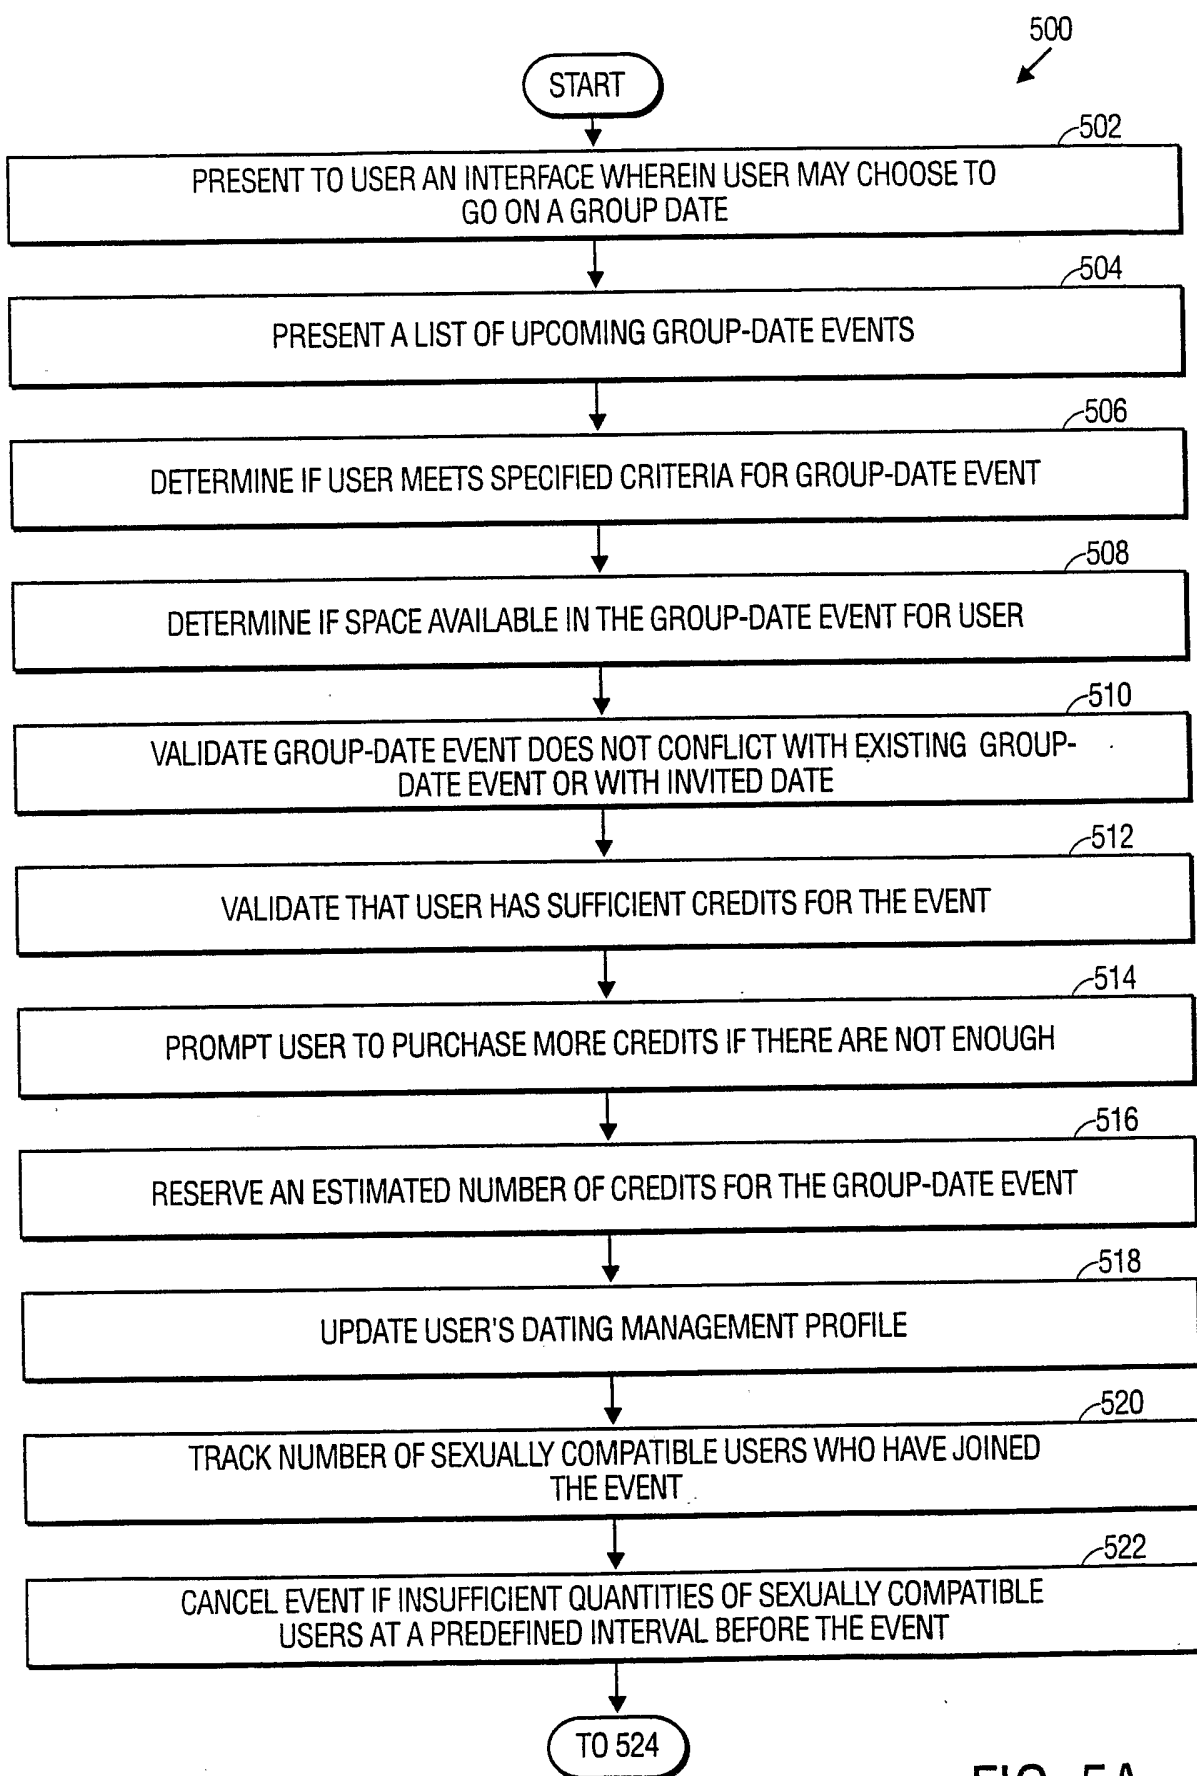 500
START
502
PRESENT TO USER AN INTERFACE WHEREIN USER MAY CHOOSE TO
GO ON A GROUP DATE
504
PRESENT A LIST OF UPCOMING GROUP-DATE EVENTS
506
DETERMINE IF USER MEETS SPECIFIED CRITERIA FOR GROUP-DATE EVENT
508
DETERMINE IF SPACE AVAILABLE IN THE GROUP-DATE EVENT FOR USER
510
VALIDATE GROUP-DATE EVENT DOES NOT CONFLICT WITH EXISTING GROUP-
DATE EVENT OR WITH INVITED DATE
512
VALIDATE THAT USER HAS SUFFICIENT CREDITS FOR THE EVENT
514
PROMPT USER TO PURCHASE MORE CREDITS IF THERE ARE NOT ENOUGH
516
RESERVE AN ESTIMATED NUMBER OF CREDITS FOR THE GROUP-DATE EVENT
518
UPDATE USER'S DATING MANAGEMENT PROFILE
520
TRACK NUMBER OF SEXUALLY COMPATIBLE USERS WHO HAVE JOINED
THE EVENT
522
CANCEL EVENT IF INSUFFICIENT QUANTITIES OF SEXUALLY COMPATIBLE
USERS AT A PREDEFINED INTERVAL BEFORE THE EVENT
TO 524
FIG. 5A